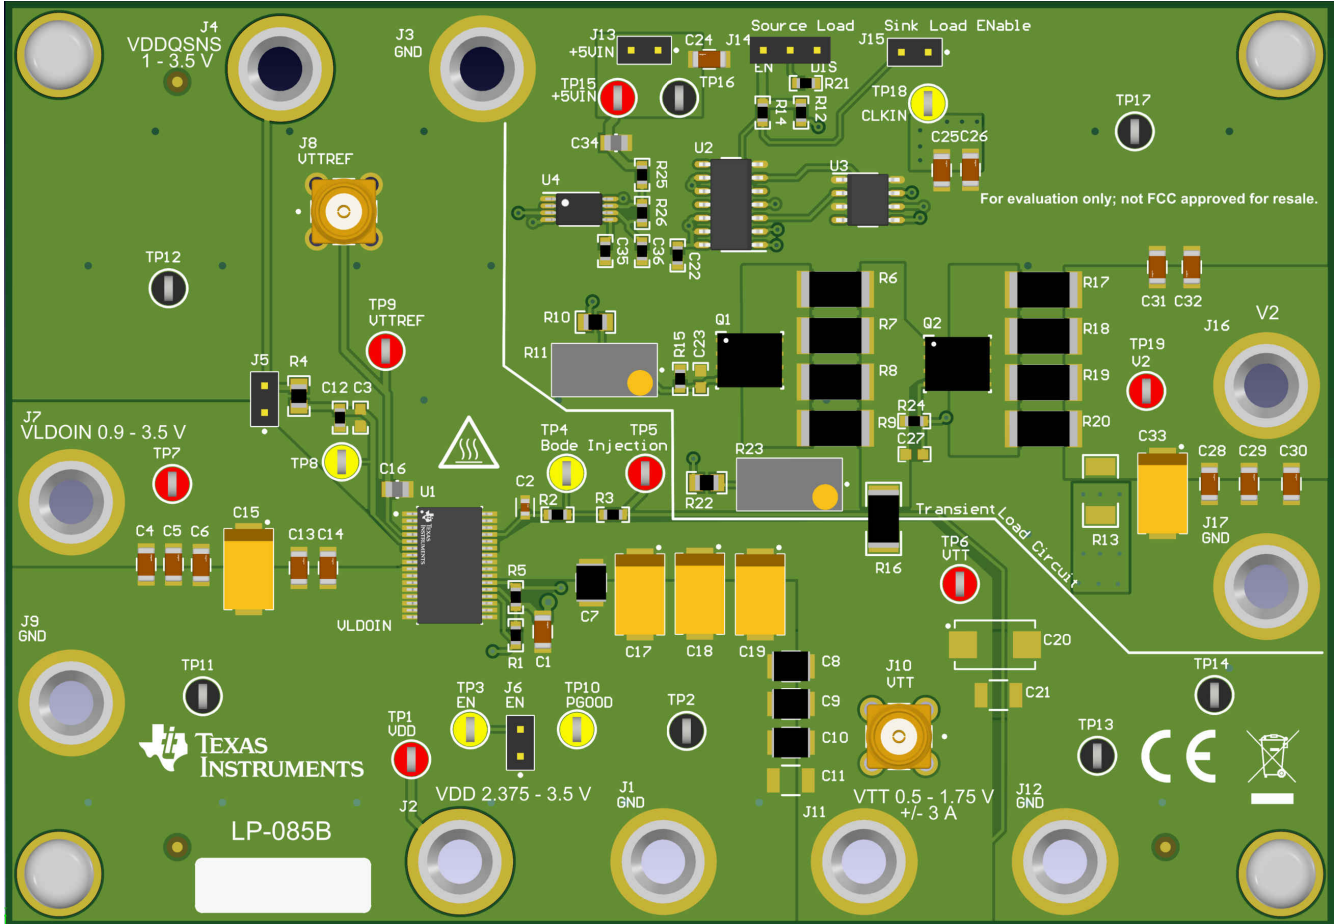 J4
VDDQSNS
1 - 3.5 V
J3
GND
J13
+5VIN
C24
TP15
+5VIN
TP16
Source Load
J14
EN
DIS
R21
Sink Load ENable
J15
TP18
CLKIN
TP17
R14
R12
C25
C26
J8
VTTREF
C34
U4
R25
R26
C35
C36
C22
U2
U3
For evaluation only; not FCC approved for resale.
TP12
TP9
VTTREF
R10
R11
R15
C23
Q1
R6
R7
R8
R9
Q2
R24
C27
R17
R18
R19
R20
C31
C32
V2
J16
TP19
V2
J5
R4
C12
C3
J7
VLDOIN 0.9 - 3.5 V
TP7
TP8
C16
U1
TEXAS
INSTRUMENTS
C2
TP4
Bode
TP5
Injection
R2
R3
R22
R23
R16
Transient Load Circuit
R13
C33
C28
C29
C30
J17
GND
C4
C5
C6
C15
C13
C14
VLDOIN
R5
R1
C1
C7
C17
C18
C19
TP6
VTT
C20
C21
J9
GND
TP11
C8
C9
C10
C11
J10
VTT
TP14
TP13
TEXAS
INSTRUMENTS
TP1
VDD
TP3
EN
J6
EN
TP10
PGOOD
TP2
CE
LP-085B
J2
VDD 2.375 - 3.5 V
J1
GND
J11
VTT 0.5 - 1.75 V
+/- 3 A
J12
GND